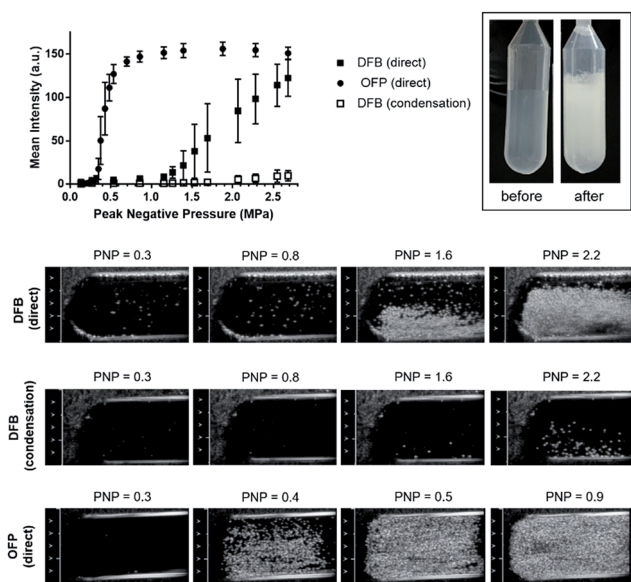 150
100
50
0
0.0 0.5 1.0 1.5 2.0 2.5
Mean Intensity (a.u.)
Peak Negative Pressure (MPa)
DFB (direct)
OFP (direct)
DFB (condensation)
before after
PNP = 0.3 PNP = 0.8 PNP = 1.6 PNP = 2.2
DFB
(direct)
PNP = 0.3 PNP = 0.8 PNP = 1.6 PNP = 2.2
DFB
(condensation)
PNP = 0.3 PNP = 0.4 PNP = 0.5 PNP = 0.9
OFP
(direct)